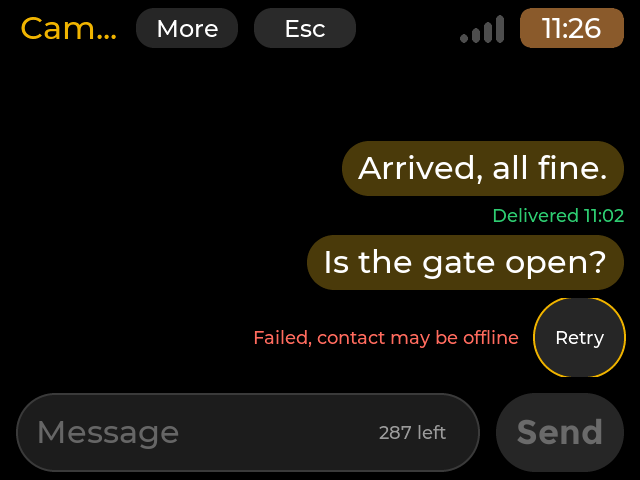 Cam...
More
Esc
11:26
Arrived, all fine.
Delivered 11:02
Is the gate open?
Failed, contact may be offline
Retry
Message
287 left
Send